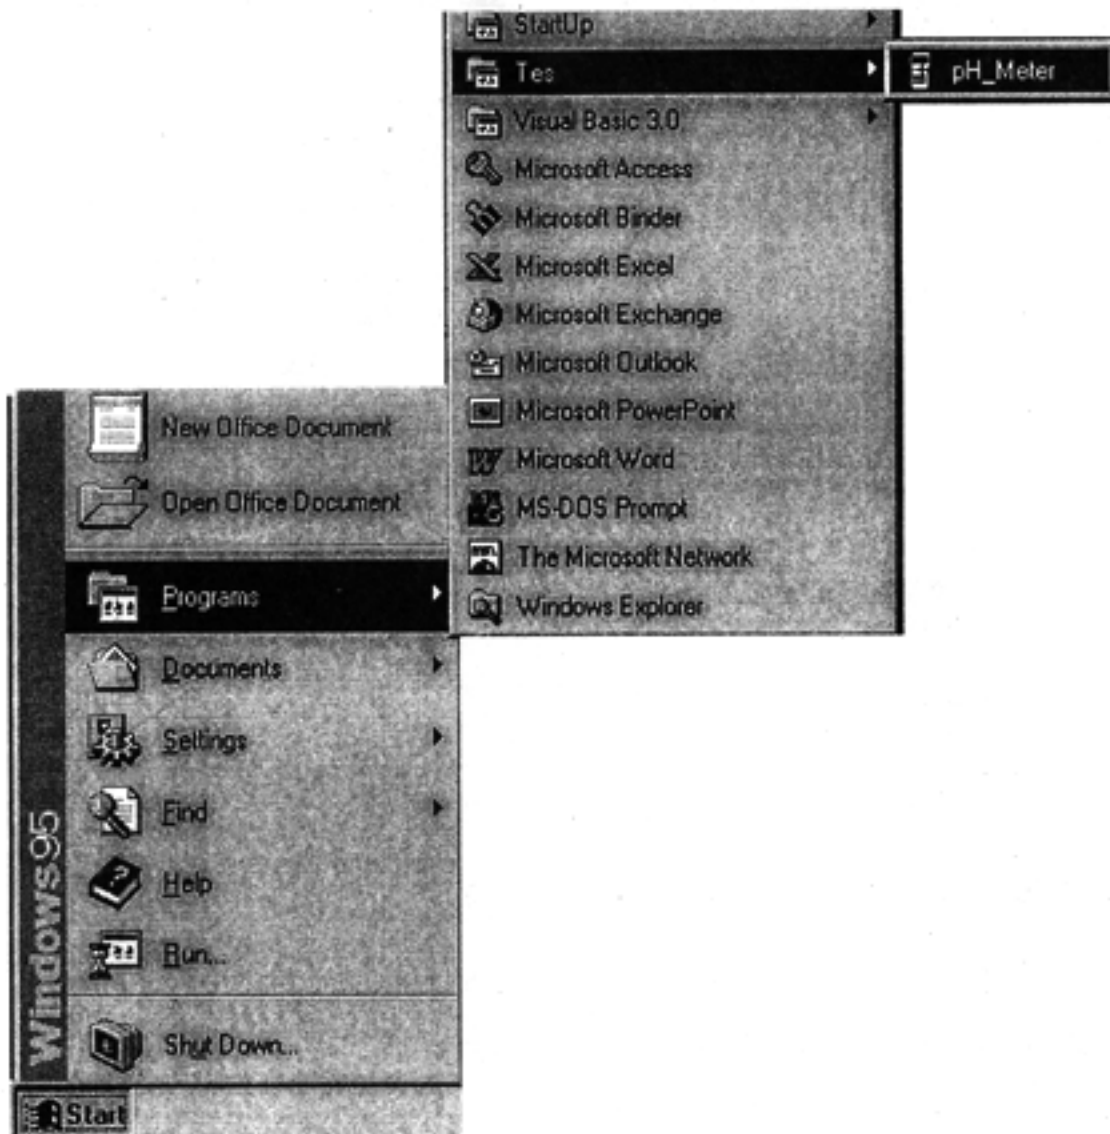 StartUp
Tes
pH_Meter
Visual Basic 3.0
Microsoft Access
Microsoft Binder
Microsoft Excel
Microsoft Exchange
Microsoft Outlook
Microsoft PowerPoint
Microsoft Word
MS-DOS Prompt
The Microsoft Network
Windows Explorer
New Office Document
Open Office Document
Programs
Documents
Settings
Find
Help
Run...
Shut Down...
Windows95
Start